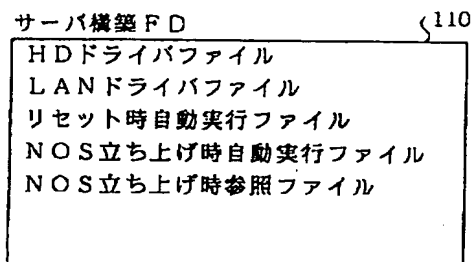 サーバ構築ＦＤ 110
ＨＤドライバファイル
ＬＡＮドライバファイル
リセット時自動実行ファイル
ＮＯＳ立ち上げ時自動実行ファイル
ＮＯＳ立ち上げ時参照ファイル